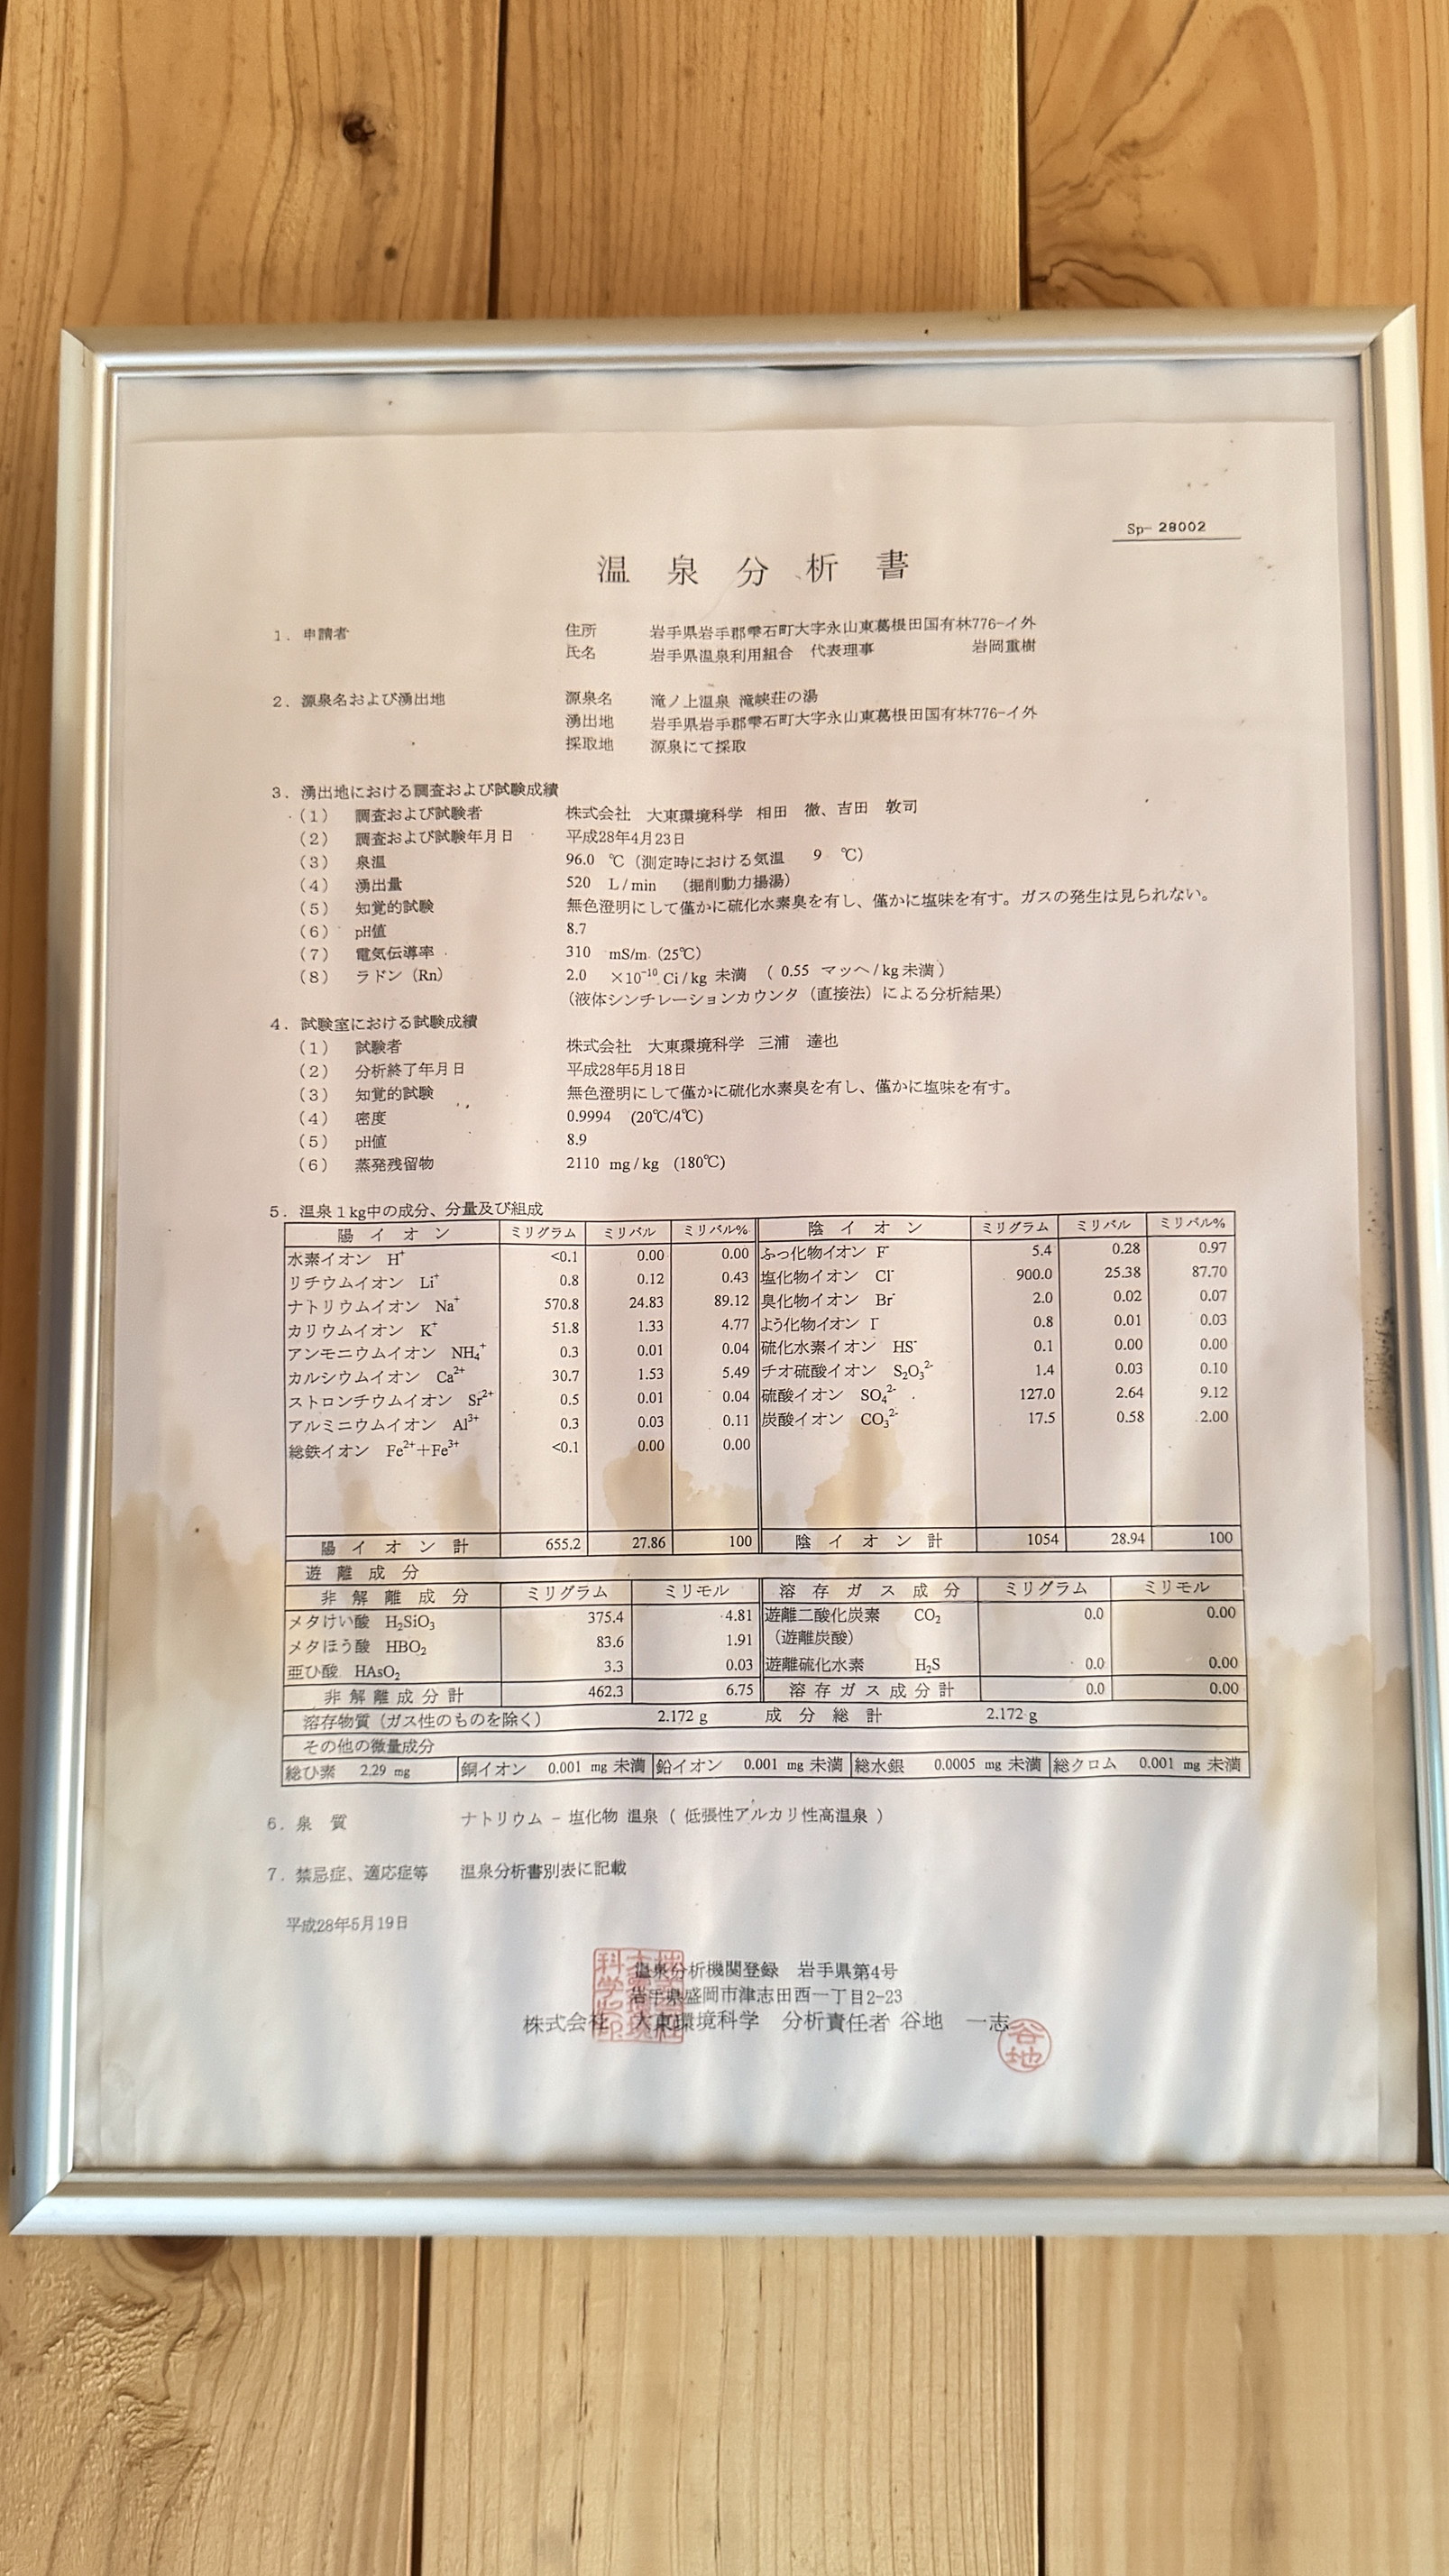 Sp- 28002
温泉分析書
1. 申請者 住所 岩手県岩手郡雫石町大字永山東葛根田国有林776-イ外
氏名 岩手県温泉利用組合 代表理事 岩岡重樹
2. 源泉名および湧出地 源泉名 滝ノ上温泉 滝峡荘の湯
湧出地 岩手県岩手郡雫石町大字永山東葛根田国有林776-イ外
採取地 源泉にて採取
3. 湧出地における調査および試験成績
(1) 調査および試験者 株式会社 大東環境科学 相田 徹、吉田 敦司
(2) 調査および試験年月日 平成28年4月23日
(3) 泉温 96.0 ℃ (測定時における気温 9 ℃)
(4) 湧出量 520 L/min (掘削動力揚湯)
(5) 知覚的試験 無色澄明にして僅かに硫化水素臭を有し、僅かに塩味を有す。ガスの発生は見られない。
(6) pH値 8.7
(7) 電気伝導率 310 mS/m (25℃)
(8) ラドン (Rn) 2.0 ×10⁻¹⁰ Ci/kg 未満 ( 0.55 マッヘ/kg 未満 )
(液体シンチレーションカウンタ (直接法) による分析結果)
4. 試験室における試験成績
(1) 試験者 株式会社 大東環境科学 三浦 達也
(2) 分析終了年月日 平成28年5月18日
(3) 知覚的試験 無色澄明にして僅かに硫化水素臭を有し、僅かに塩味を有す。
(4) 密度 0.9994 (20℃/4℃)
(5) pH値 8.9
(6) 蒸発残留物 2110 mg/kg (180℃)
5. 温泉1kg中の成分、分量及び組成
陽イオン ミリグラム ミリバル ミリバル% 陰イオン ミリグラム ミリバル ミリバル%
水素イオン H⁺ <0.1 0.00 0.00 ふっ化物イオン F⁻ 5.4 0.28 0.97
リチウムイオン Li⁺ 0.8 0.12 0.43 塩化物イオン Cl⁻ 900.0 25.38 87.70
ナトリウムイオン Na⁺ 570.8 24.83 89.12 臭化物イオン Br⁻ 2.0 0.02 0.07
カリウムイオン K⁺ 51.8 1.33 4.77 よう化物イオン I⁻ 0.8 0.01 0.03
アンモニウムイオン NH₄⁺ 0.3 0.01 0.04 硫化水素イオン HS⁻ 0.1 0.00 0.00
カルシウムイオン Ca²⁺ 30.7 1.53 5.49 チオ硫酸イオン S₂O₃²⁻ 1.4 0.03 0.10
ストロンチウムイオン Sr²⁺ 0.5 0.01 0.04 硫酸イオン SO₄²⁻ 127.0 2.64 9.12
アルミニウムイオン Al³⁺ 0.3 0.03 0.11 炭酸イオン CO₃²⁻ 17.5 0.58 2.00
総鉄イオン Fe²⁺+Fe³⁺ <0.1 0.00 0.00
陽イオン計 655.2 27.86 100 陰イオン計 1054 28.94 100
遊離成分
非解離成分 ミリグラム ミリモル 溶存ガス成分 ミリグラム ミリモル
メタけい酸 H₂SiO₃ 375.4 4.81 遊離二酸化炭素 CO₂ 0.0 0.00
メタほう酸 HBO₂ 83.6 1.91 (遊離炭酸)
亜ひ酸 HAsO₂ 3.3 0.03 遊離硫化水素 H₂S 0.0 0.00
非解離成分計 462.3 6.75 溶存ガス成分計 0.0 0.00
溶存物質 (ガス性のものを除く) 2.172 g 成分総計 2.172 g
その他の微量成分
総ひ素 2.29 mg 銅イオン 0.001 mg 未満 鉛イオン 0.001 mg 未満 総水銀 0.0005 mg 未満 総クロム 0.001 mg 未満
6. 泉質 ナトリウム - 塩化物 温泉 ( 低張性アルカリ性高温泉 )
7. 禁忌症、適応症等 温泉分析書別表に記載
平成28年5月19日
温泉分析機関登録 岩手県第4号
岩手県盛岡市津志田西一丁目2-23
株式会社 大東環境科学 分析責任者 谷地 一志
谷地